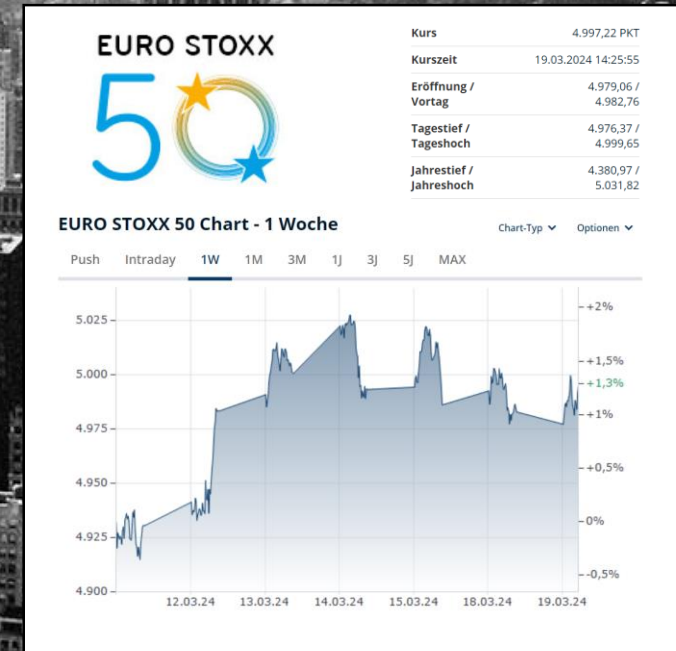 EURO STOXX
50
Kurs 4.997,22 PKT
Kurszeit 19.03.2024 14:25:55
Eröffnung / 4.979,06 /
Vortag 4.982,76
Tagestief / 4.976,37 /
Tageshoch 4.999,65
Jahrestief / 4.380,97 /
Jahreshoch 5.031,82
EURO STOXX 50 Chart - 1 Woche
Chart-Typ Optionen
Push Intraday 1W 1M 3M 1J 3J 5J MAX
+2%
5.025
+1,5%
5.000
+1,3%
+1%
4.975
+0,5%
4.950
0%
4.925
-0,5%
4.900
12.03.24 13.03.24 14.03.24 15.03.24 18.03.24 19.03.24